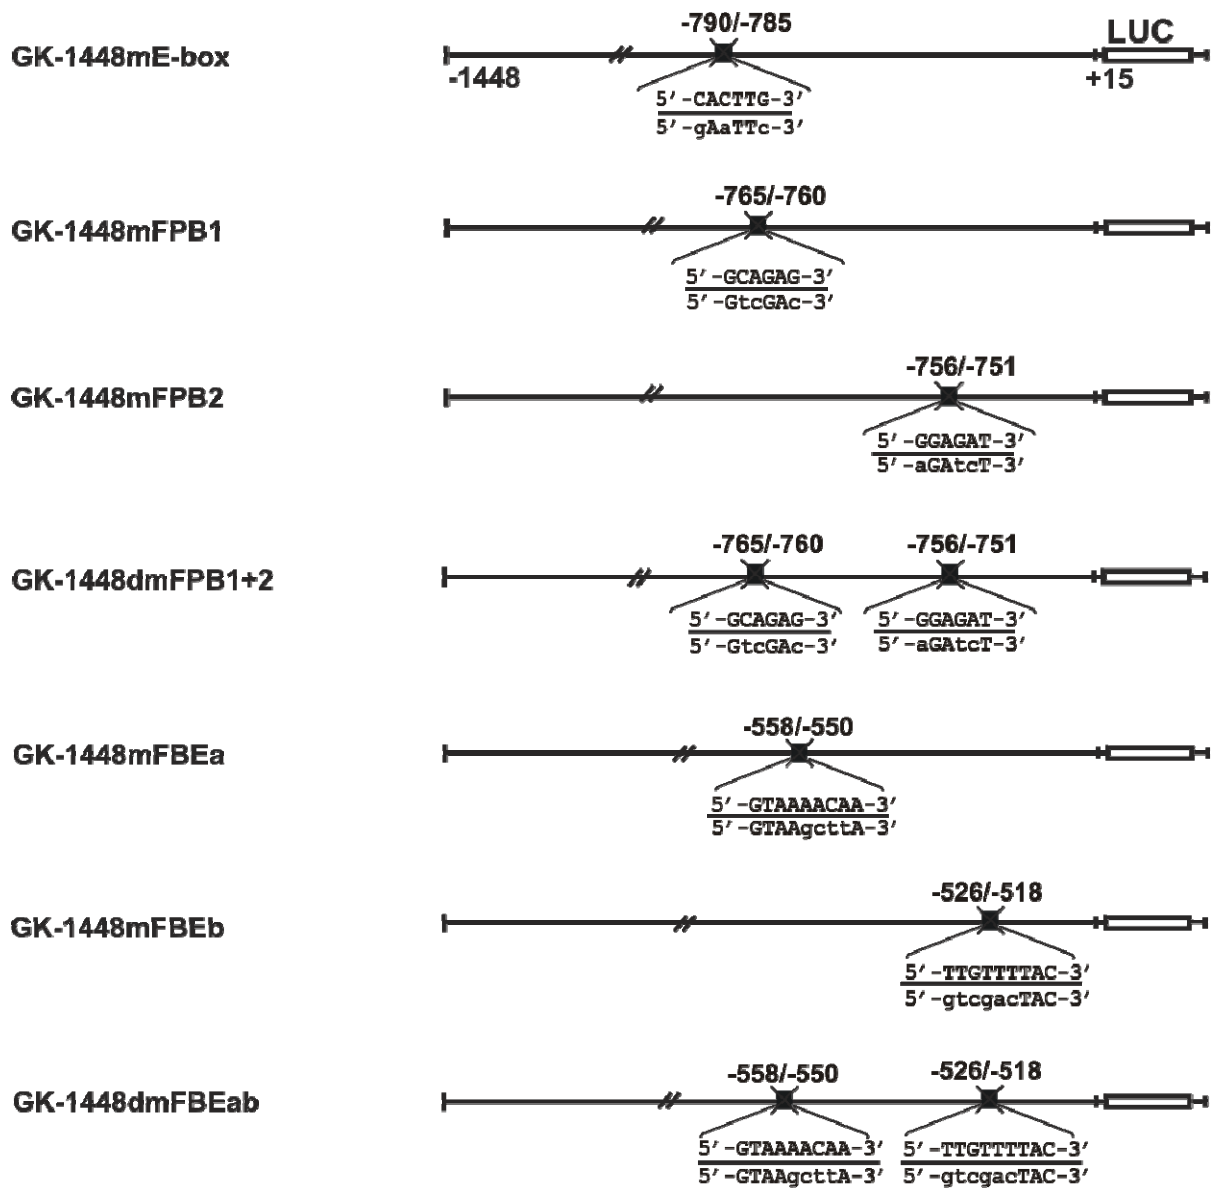 -790/-785
LUC
GK-1448mE-box
-1448
+15
5'-CACTTG-3'
5'-gAaTTc-3'
-765/-760
GK-1448mFPB1
5'-GCAGAG-3'
5'-GtcGAc-3'
-756/-751
GK-1448mFPB2
5'-GGAGAT-3'
5'-aGAtcT-3'
-765/-760 -756/-751
GK-1448dmFPB1+2
5'-GCAGAG-3' 5'-GGAGAT-3'
5'-GtcGAc-3' 5'-aGAtcT-3'
-558/-550
GK-1448mFBEa
5'-GTAAAACAA-3'
5'-GTAAgcttA-3'
-526/-518
GK-1448mFBEb
5'-TTGTTTTAC-3'
5'-gtcgacTAC-3'
-558/-550 -526/-518
GK-1448dmFBEab
5'-GTAAAACAA-3' 5'-TTGTTTTAC-3'
5'-GTAAgcttA-3' 5'-gtcgacTAC-3'